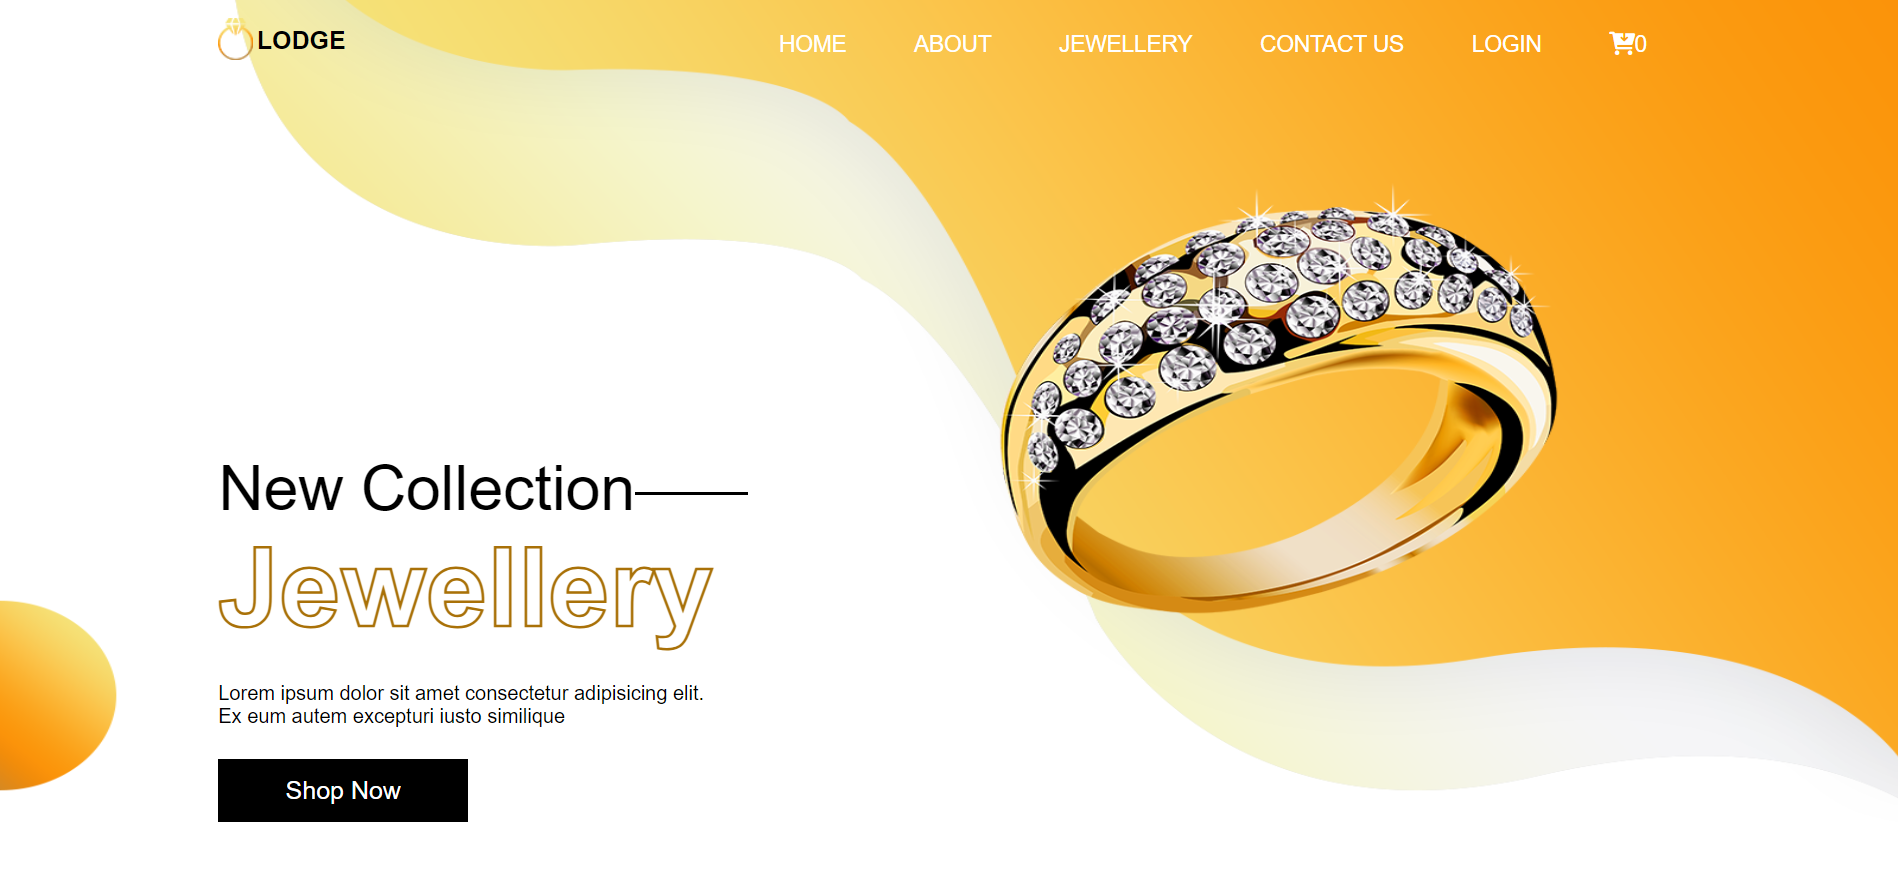 LODGE
HOME ABOUT JEWELLERY CONTACT US LOGIN 0
New Collection
Jewellery
Lorem ipsum dolor sit amet consectetur adipisicing elit.
Ex eum autem excepturi iusto similique
Shop Now